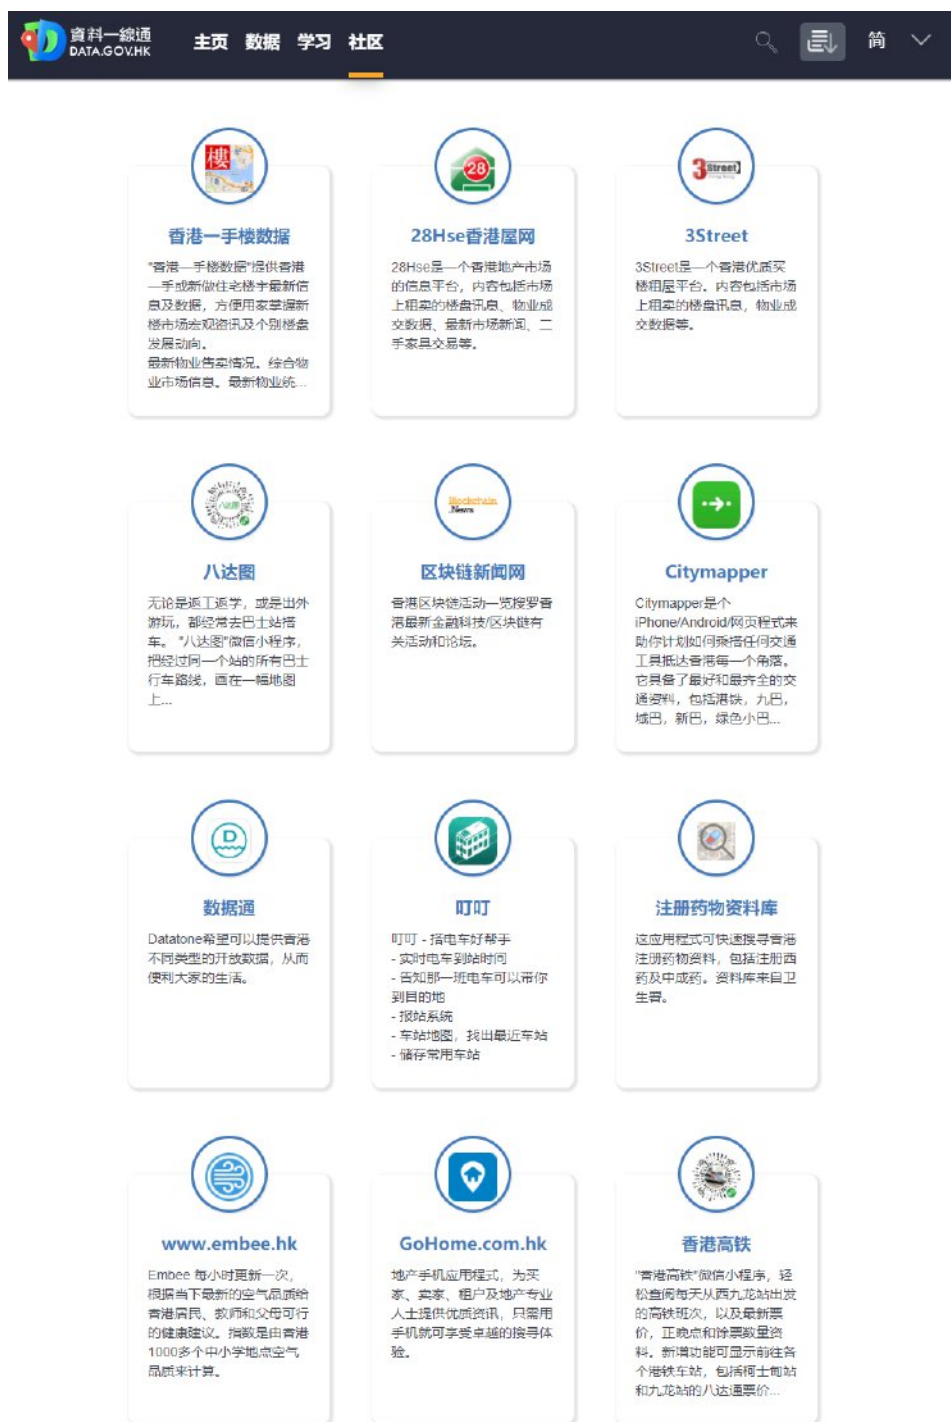 資料一線通
DATA.GOV.HK
主页 数据 学习 社区
简
樓
香港一手楼数据
"香港一手楼数据"提供香港
一手或新做住宅楼宇最新信
息及数据，方便用家掌握新
楼市场宏观资讯及个别楼盘
发展动向。
最新物业售卖情况。综合物
业市场信息。最新物业统...
28
28Hse香港屋网
28Hse是一个香港地产市场
的信息平台，内容包括市场
上租卖的楼盘讯息、物业成
交数据、最新市场新闻、二
手家具交易等。
3Street
3Street
3Street是一个香港优质买
楼租屋平台。内容包括市场
上租卖的楼盘讯息，物业成
交数据等。
八达图
八达图
无论是返工返学，或是出外
游玩，都经常去巴士站搭
车。"八达图"微信小程序，
把经过同一个站的所有巴士
行车路线，画在一幅地图
上...
Blockchain
.News
区块链新闻网
香港区块链活动一览搜罗香
港最新金融科技/区块链有
关活动和论坛。
Citymapper
Citymapper是个
iPhone/Android/网页程式来
助你计划如何乘搭任何交通
工具抵达香港每一个角落。
它具备了最好和最齐全的交
通资料，包括港铁，九巴，
城巴，新巴，绿色小巴...
D
数据通
Datatone希望可以提供香港
不同类型的开放数据，从而
便利大家的生活。
叮叮
叮叮 - 搭电车好帮手
- 实时电车到站时间
- 告知那一班电车可以带你
到目的地
- 报站系统
- 车站地图，找出最近车站
- 储存常用车站
注册药物资料库
这应用程式可快速搜寻香港
注册药物资料，包括注册西
药及中成药。资料库来自卫
生署。
www.embee.hk
Embee 每小时更新一次，
根据当下最新的空气品质给
香港居民、教师和父母可行
的健康建议。指数是由香港
1000多个中小学地点空气
品质来计算。
GoHome.com.hk
地产手机应用程式，为买
家、卖家、租户及地产专业
人士提供优质资讯，只需用
手机就可享受卓越的搜寻体
验。
香港高铁
"香港高铁"微信小程序，轻
松查阅每天从西九龙站出发
的高铁班次，以及最新票
价，正晚点和馀票数量资
料。新增功能可显示前往各
个港铁车站，包括柯士甸站
和九龙站的八达通票价...